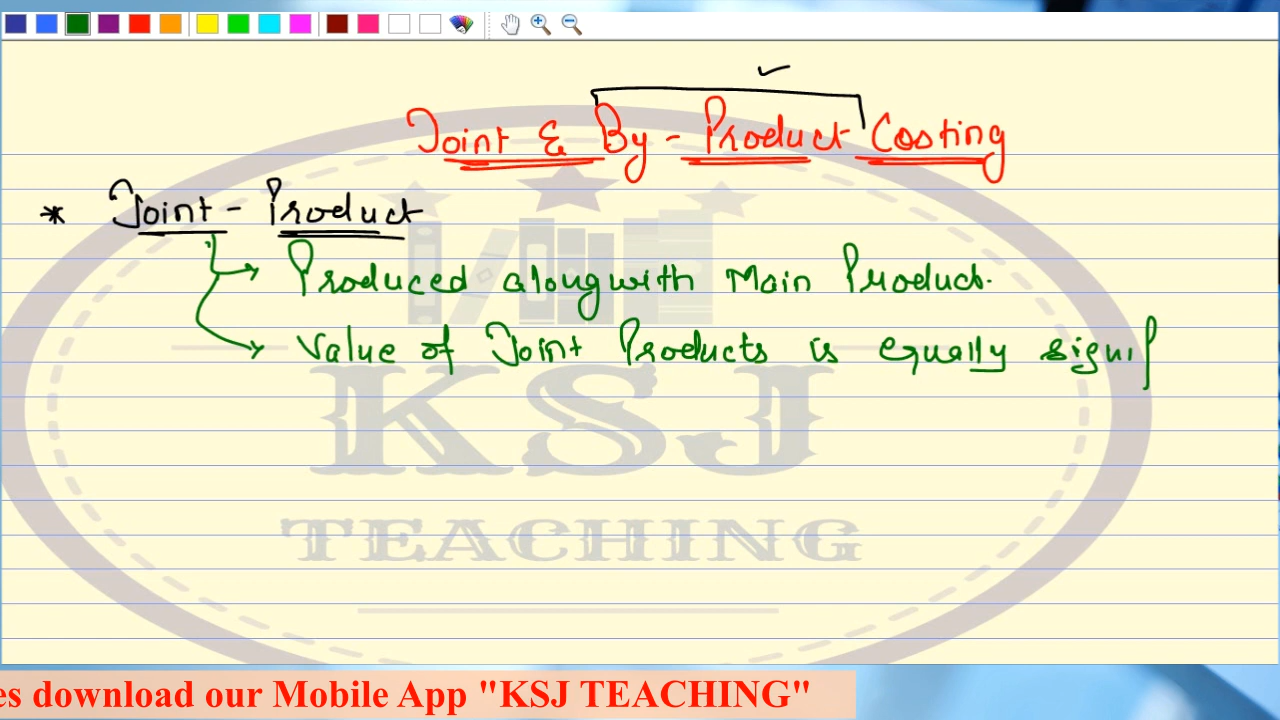 Joint & By-Product Costing
* Joint-Product
Produced alongwith Main Product.
Value of Joint Products is equally signif
KSJ
TEACHING
es download our Mobile App "KSJ TEACHING"